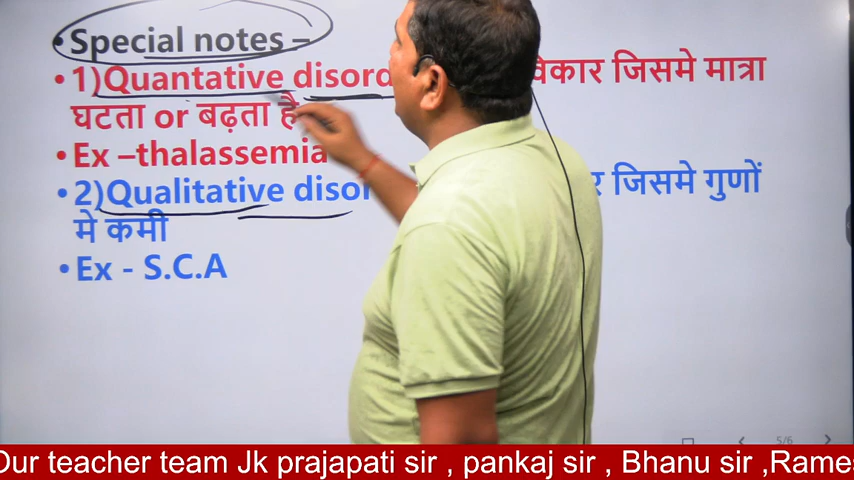 •Special notes –
•1)Quantative disord विकार जिसमे मात्रा
घटता or बढ़ता है
•Ex –thalassemia
•2)Qualitative disor जिसमे गुणों
मे कमी
•Ex - S.C.A
5/6
Our teacher team Jk prajapati sir , pankaj sir , Bhanu sir ,Rame